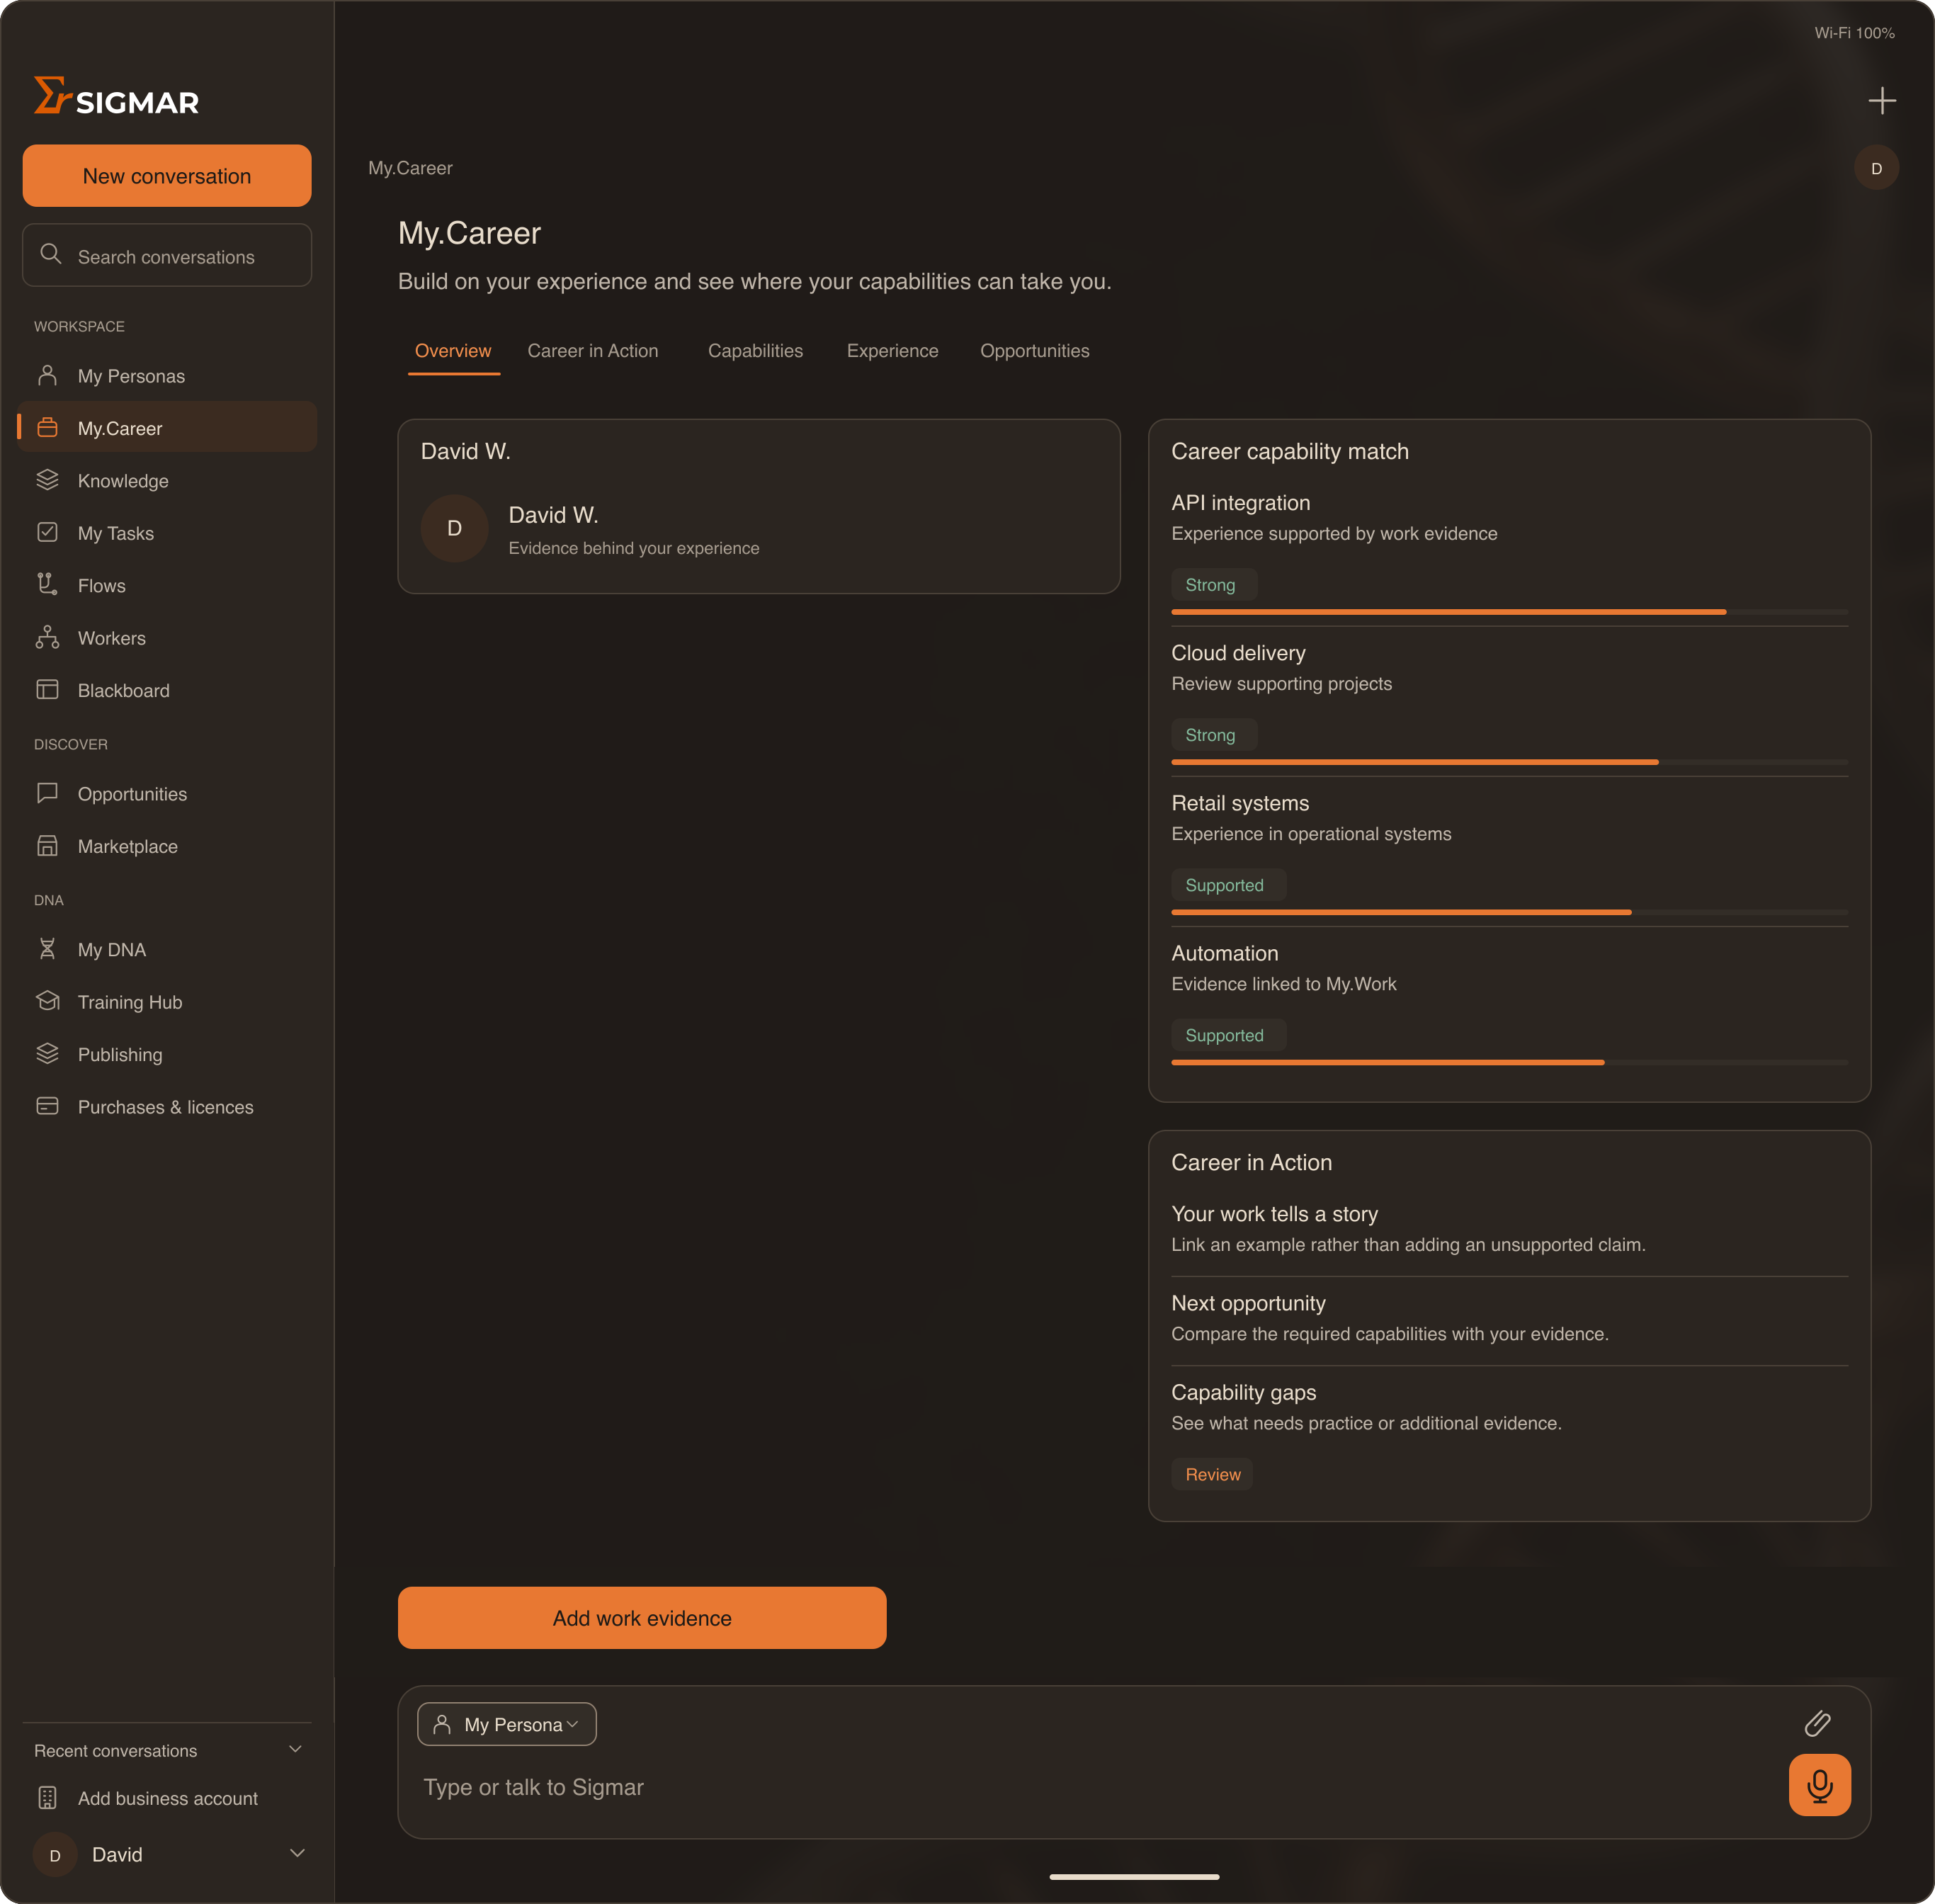 Wi-Fi 100%
SIGMAR
New conversation
Search conversations
WORKSPACE
My Personas
My.Career
Knowledge
My Tasks
Flows
Workers
Blackboard
DISCOVER
Opportunities
Marketplace
DNA
My DNA
Training Hub
Publishing
Purchases & licences
Recent conversations
Add business account
D
David
My.Career
D
My.Career
Build on your experience and see where your capabilities can take you.
Overview
Career in Action
Capabilities
Experience
Opportunities
David W.
D
David W.
Evidence behind your experience
Career capability match
API integration
Experience supported by work evidence
Strong
Cloud delivery
Review supporting projects
Strong
Retail systems
Experience in operational systems
Supported
Automation
Evidence linked to My.Work
Supported
Career in Action
Your work tells a story
Link an example rather than adding an unsupported claim.
Next opportunity
Compare the required capabilities with your evidence.
Capability gaps
See what needs practice or additional evidence.
Review
Add work evidence
My Persona
Type or talk to Sigmar